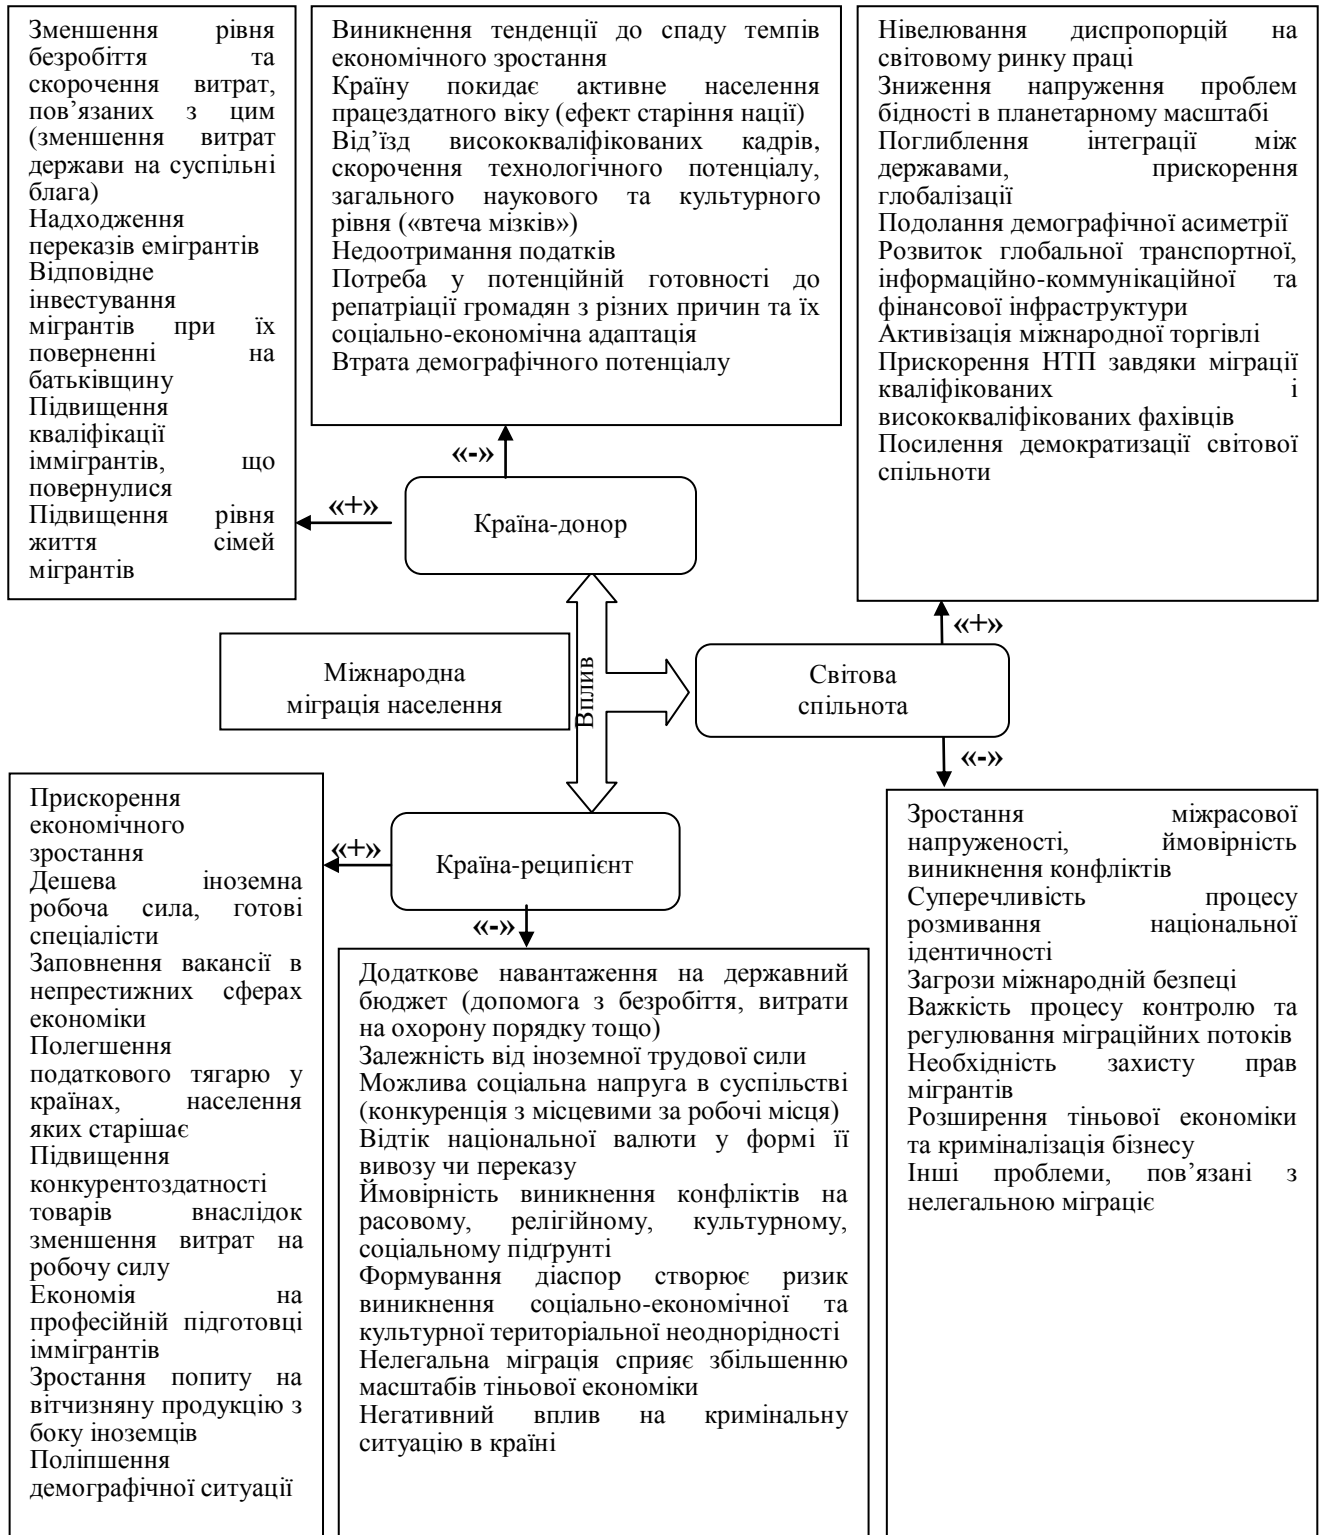 Зменшення рівня
безробіття та
скорочення витрат,
пов’язаних з цим
(зменшення витрат
держави на суспільні
блага)
Надходження
переказів емігрантів
Відповідне
інвестування
мігрантів при їх
поверненні на
батьківщину
Підвищення
кваліфікації
іммігрантів, що
повернулися
Підвищення рівня
життя сімей
мігрантів
Виникнення тенденції до спаду темпів
економічного зростання
Країну покидає активне населення
працездатного віку (ефект старіння нації)
Від’їзд висококваліфікованих кадрів,
скорочення технологічного потенціалу,
загального наукового та культурного
рівня («втеча мізків»)
Недоотримання податків
Потреба у потенційній готовності до
репатріації громадян з різних причин та їх
соціально-економічна адаптація
Втрата демографічного потенціалу
Нівелювання диспропорцій на
світовому ринку праці
Зниження напруження проблем
бідності в планетарному масштабі
Поглиблення інтеграції між
державами, прискорення
глобалізації
Подолання демографічної асиметрії
Розвиток глобальної транспортної,
інформаційно-коммунікаційної та
фінансової інфраструктури
Активізація міжнародної торгівлі
Прискорення НТП завдяки міграції
кваліфікованих і
висококваліфікованих фахівців
Посилення демократизації світової
спільноти
«-»
«+»
Країна-донор
«+»
Міжнародна
міграція населення
Вплив
Світова
спільнота
«-»
Прискорення
економічного
зростання
Дешева іноземна
робоча сила, готові
спеціалісти
Заповнення вакансії в
непрестижних сферах
економіки
Полегшення
податкового тягарю у
країнах, населення
яких старішає
Підвищення
конкурентоздатності
товарів внаслідок
зменшення витрат на
робочу силу
Економія на
професійній підготовці
іммігрантів
Зростання попиту на
вітчизняну продукцію з
боку іноземців
Поліпшення
демографічної ситуації
«+»
Країна-реципієнт
«-»
Додаткове навантаження на державний
бюджет (допомога з безробіття, витрати
на охорону порядку тощо)
Залежність від іноземної трудової сили
Можлива соціальна напруга в суспільстві
(конкуренція з місцевими за робочі місця)
Відтік національної валюти у формі її
вивозу чи переказу
Ймовірність виникнення конфліктів на
расовому, релігійному, культурному,
соціальному підґрунті
Формування діаспор створює ризик
виникнення соціально-економічної та
культурної територіальної неоднорідності
Нелегальна міграція сприяє збільшенню
масштабів тіньової економіки
Негативний вплив на кримінальну
ситуацію в країні
Зростання міжрасової
напруженості, ймовірність
виникнення конфліктів
Суперечливість процесу
розмивання національної
ідентичності
Загрози міжнародній безпеці
Важкість процесу контролю та
регулювання міграційних потоків
Необхідність захисту прав
мігрантів
Розширення тіньової економіки
та криміналізація бізнесу
Інші проблеми, пов’язані з
нелегальною міграціє